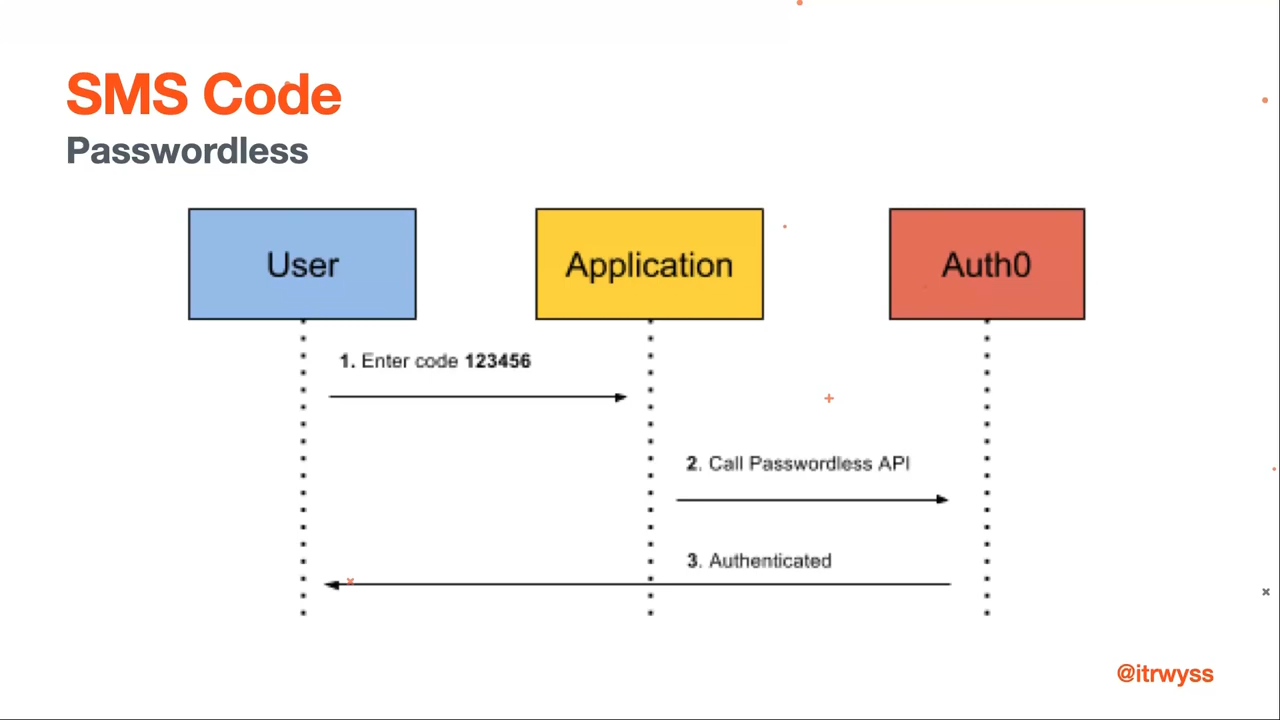 SMS Code
Passwordless
User
Application
Auth0
1. Enter code 123456
2. Call Passwordless API
3. Authenticated
@itrwyss